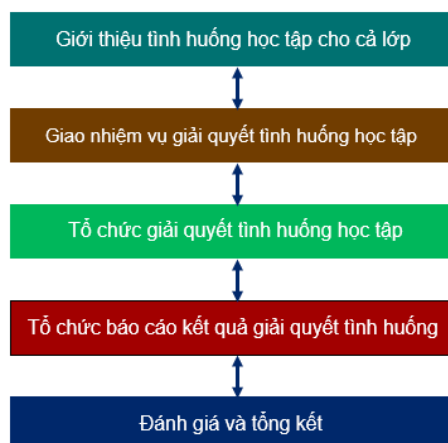 Giới thiệu tình huống học tập cho cả lớp
Giao nhiệm vụ giải quyết tình huống học tập
Tổ chức giải quyết tình huống học tập
Tổ chức báo cáo kết quả giải quyết tình huống
Đánh giá và tổng kết